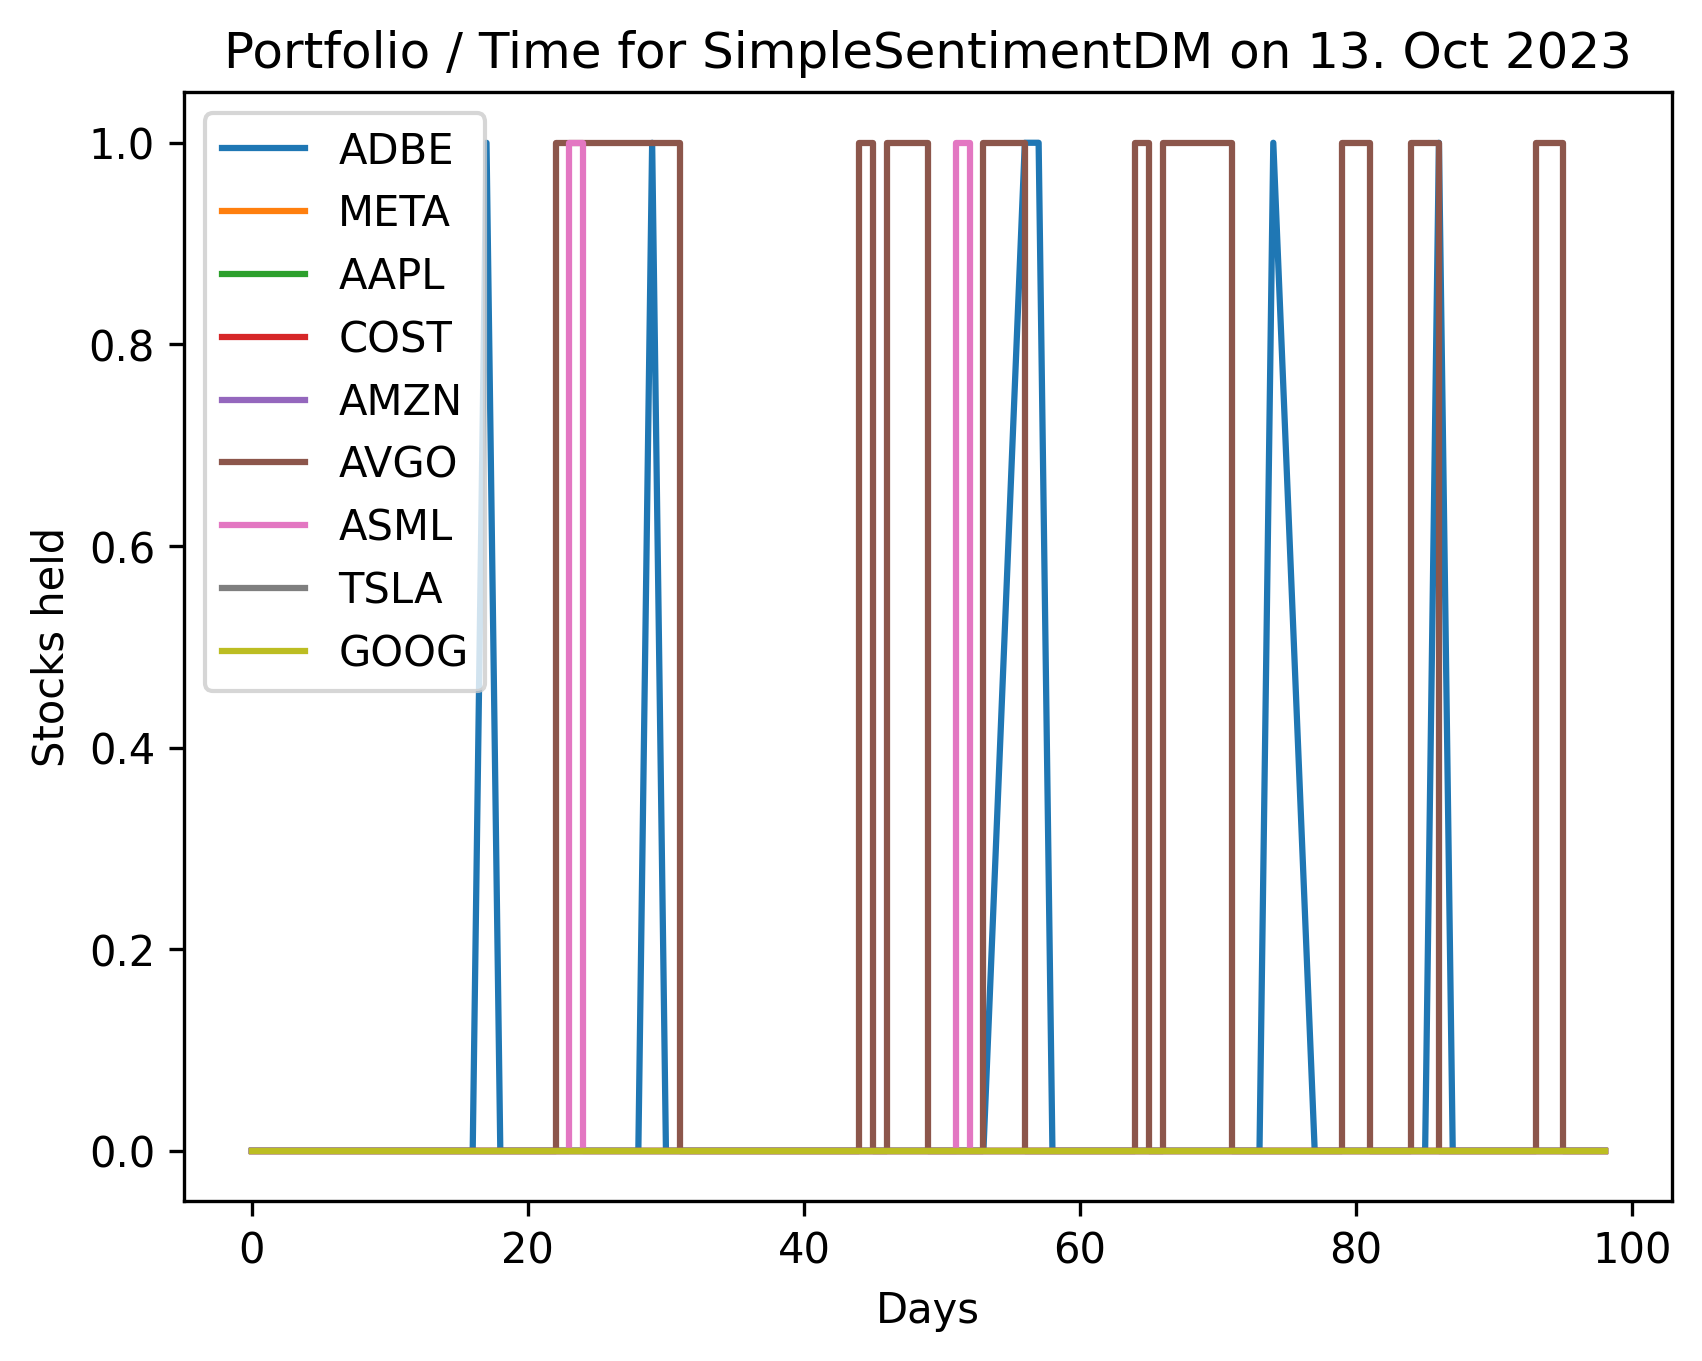 Portfolio / Time for SimpleSentimentDM on 13. Oct 2023
ADBE
META
AAPL
COST
AMZN
AVGO
ASML
TSLA
GOOG
1.0
0.8
0.6
0.4
0.2
0.0
Stocks held
0 20 40 60 80 100
Days